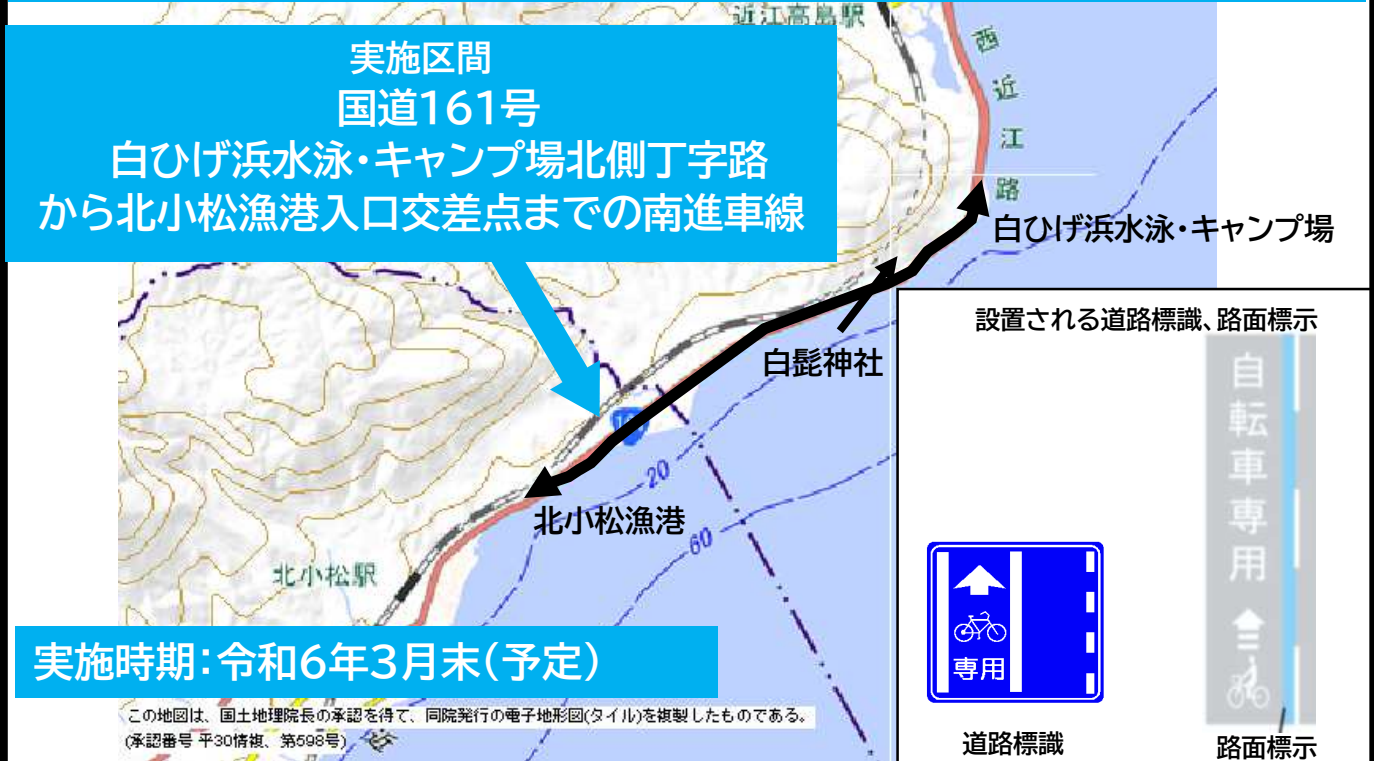 近江高島駅
実施区間
国道161号
白ひげ浜水泳・キャンプ場北側丁字路
から北小松漁港入口交差点までの南進車線
西近江路
白ひげ浜水泳・キャンプ場
白髭神社
北小松漁港
20
60
北小松駅
設置される道路標識、路面標示
自転車専用
専用
道路標識
路面標示
実施時期：令和6年3月末（予定）
この地図は、国土地理院長の承認を得て、同院発行の電子地形図(タイル)を複製したものである。
(承認番号 平30情複、第598号)